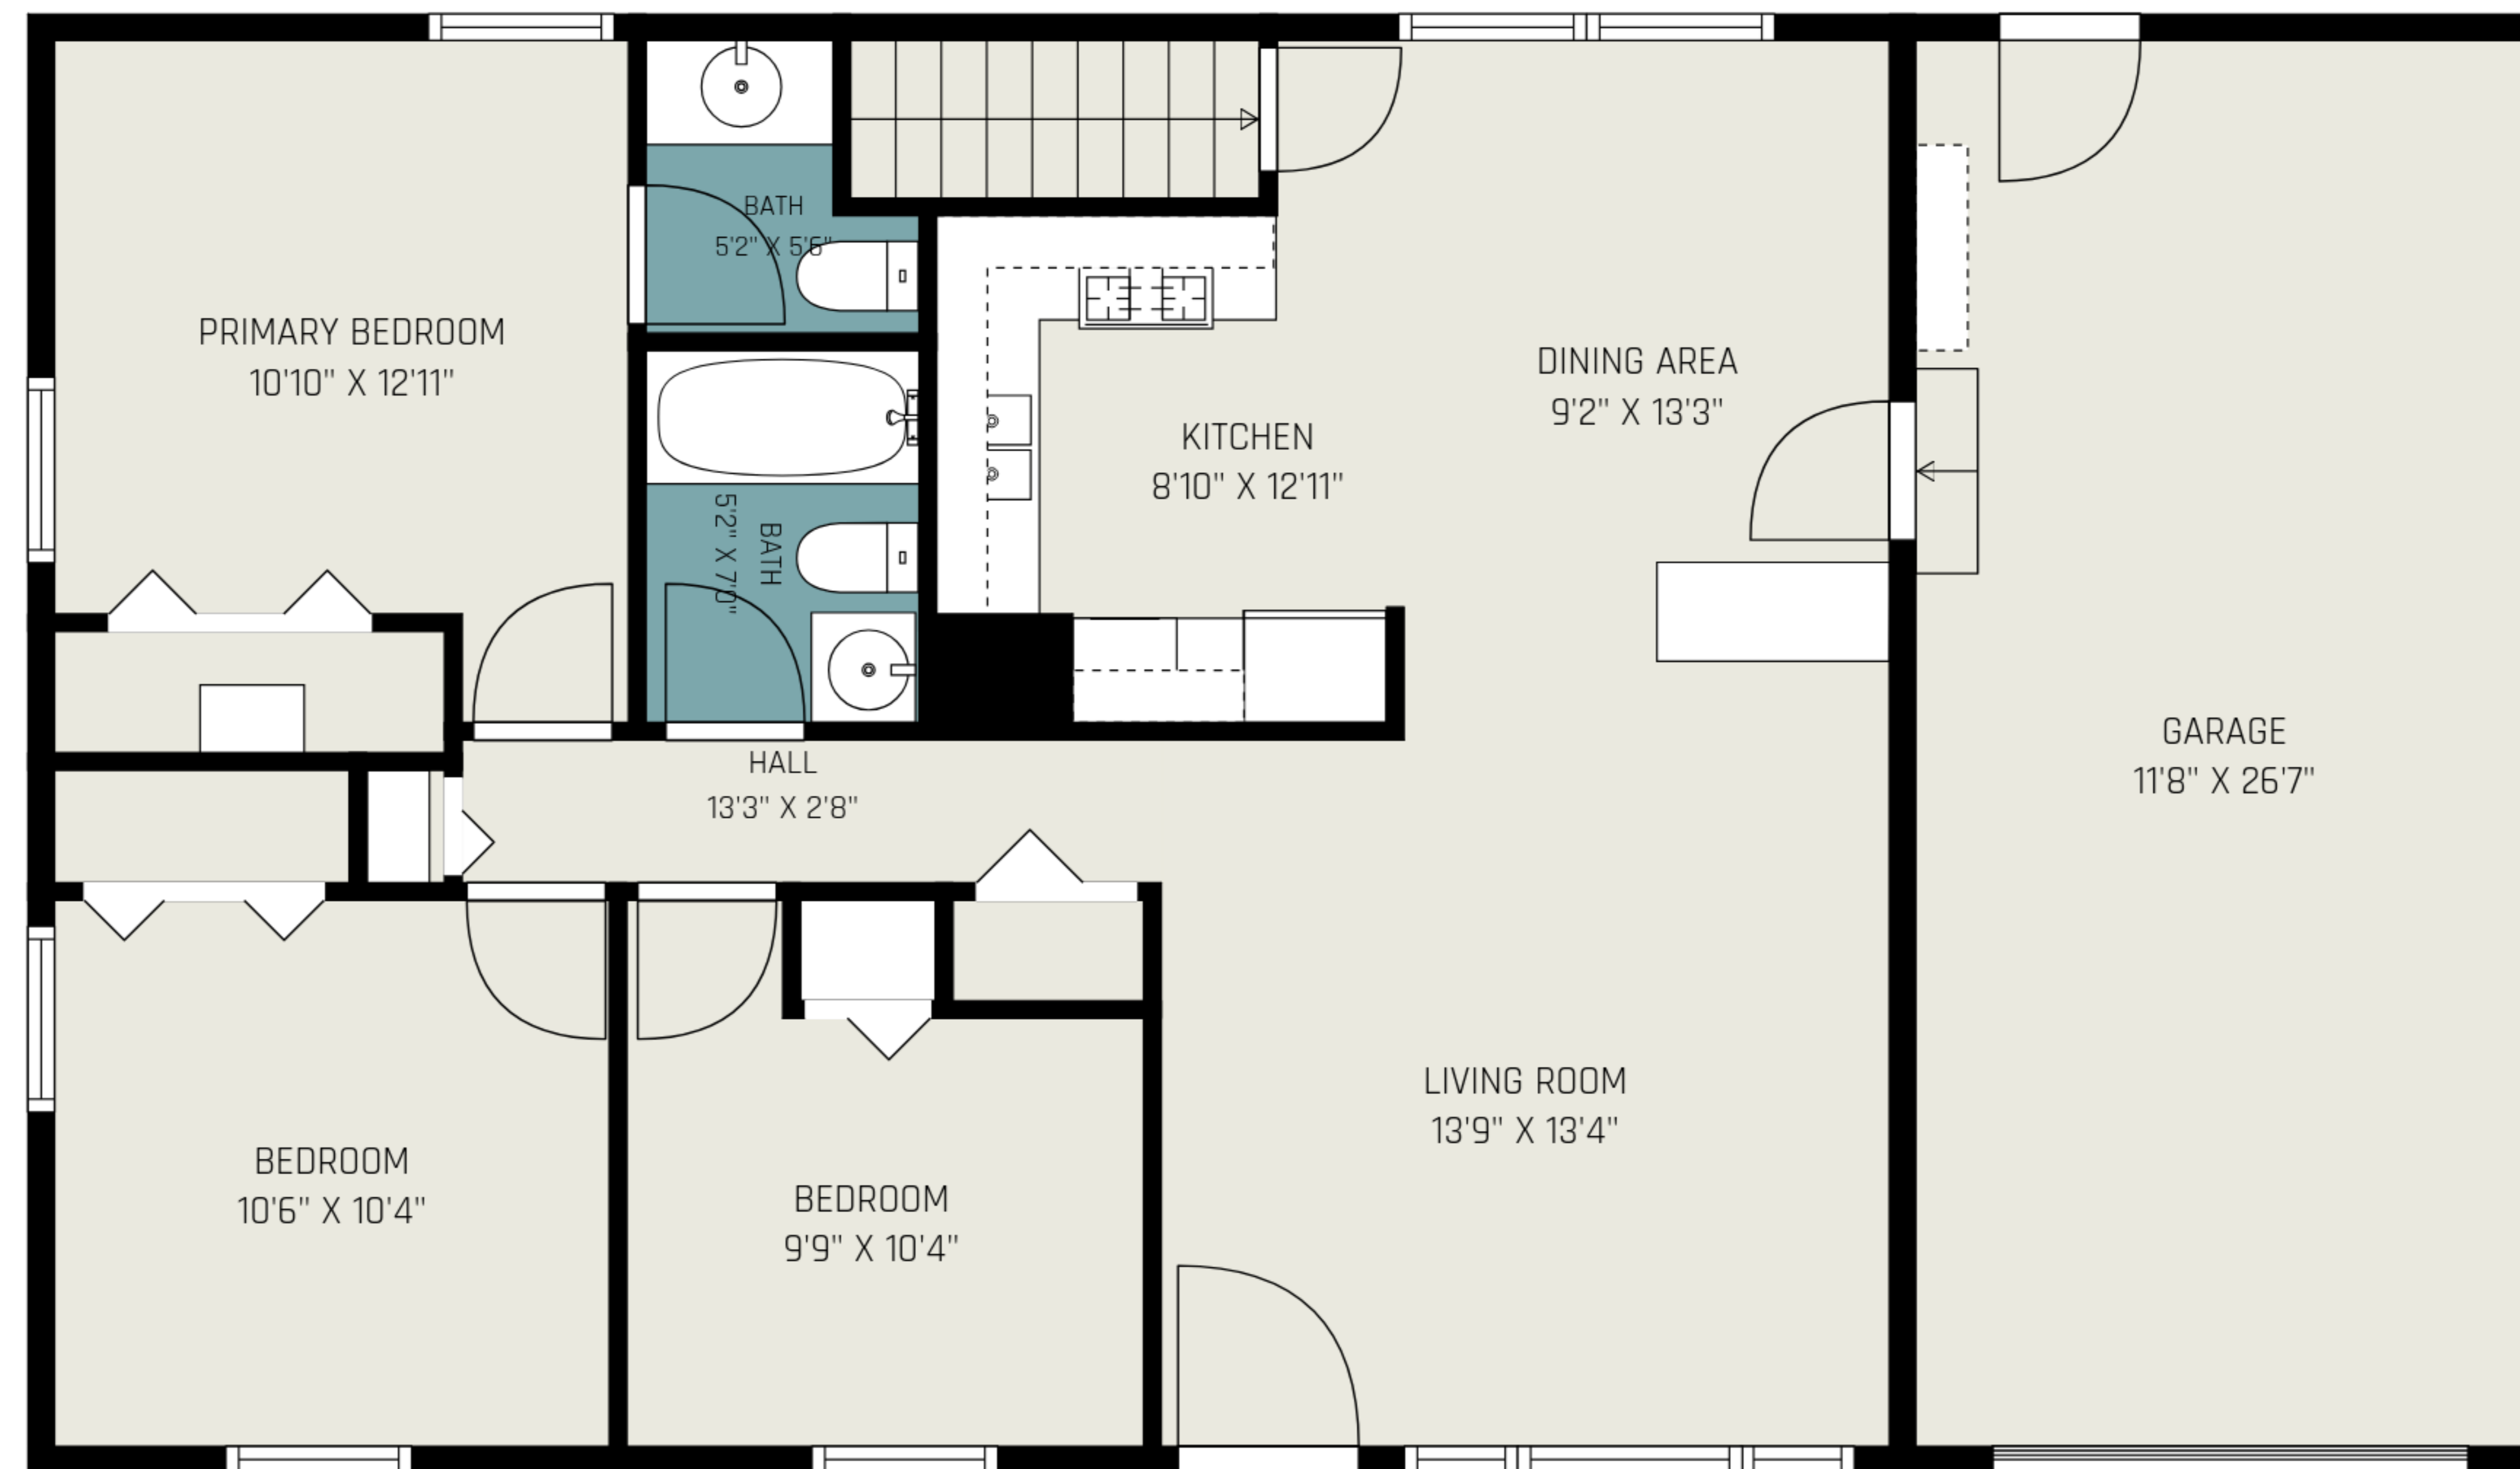 BATH
5'2" X 5'6"
PRIMARY BEDROOM
10'10" X 12'11"
DINING AREA
9'2" X 13'3"
KITCHEN
8'10" X 12'11"
BATH
5'2" X 7'0"
GARAGE
11'8" X 26'7"
HALL
13'3" X 2'8"
LIVING ROOM
13'9" X 13'4"
BEDROOM
10'6" X 10'4"
BEDROOM
9'9" X 10'4"